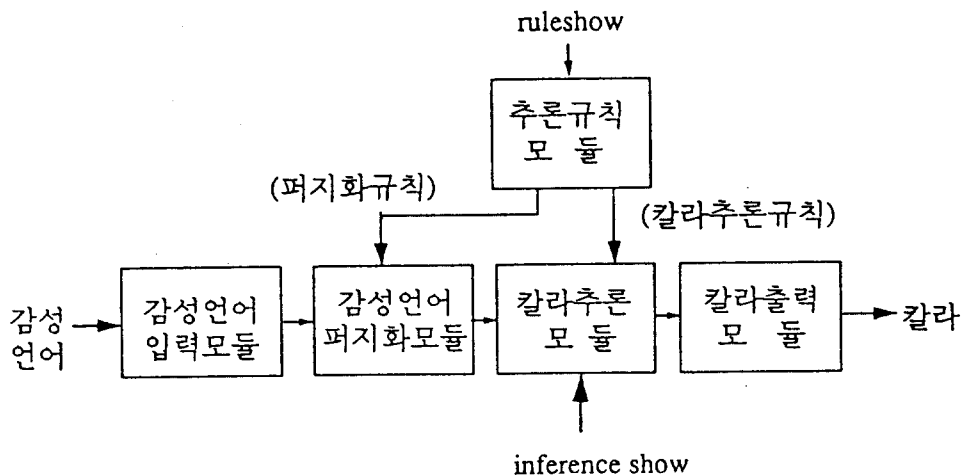 ruleshow
추론규칙
모 듈
(퍼지화규칙)
(칼라추론규칙)
감성
언어
감성언어
입력모듈
감성언어
퍼지화모듈
칼라추론
모 듈
칼라출력
모 듈
칼라
inference show